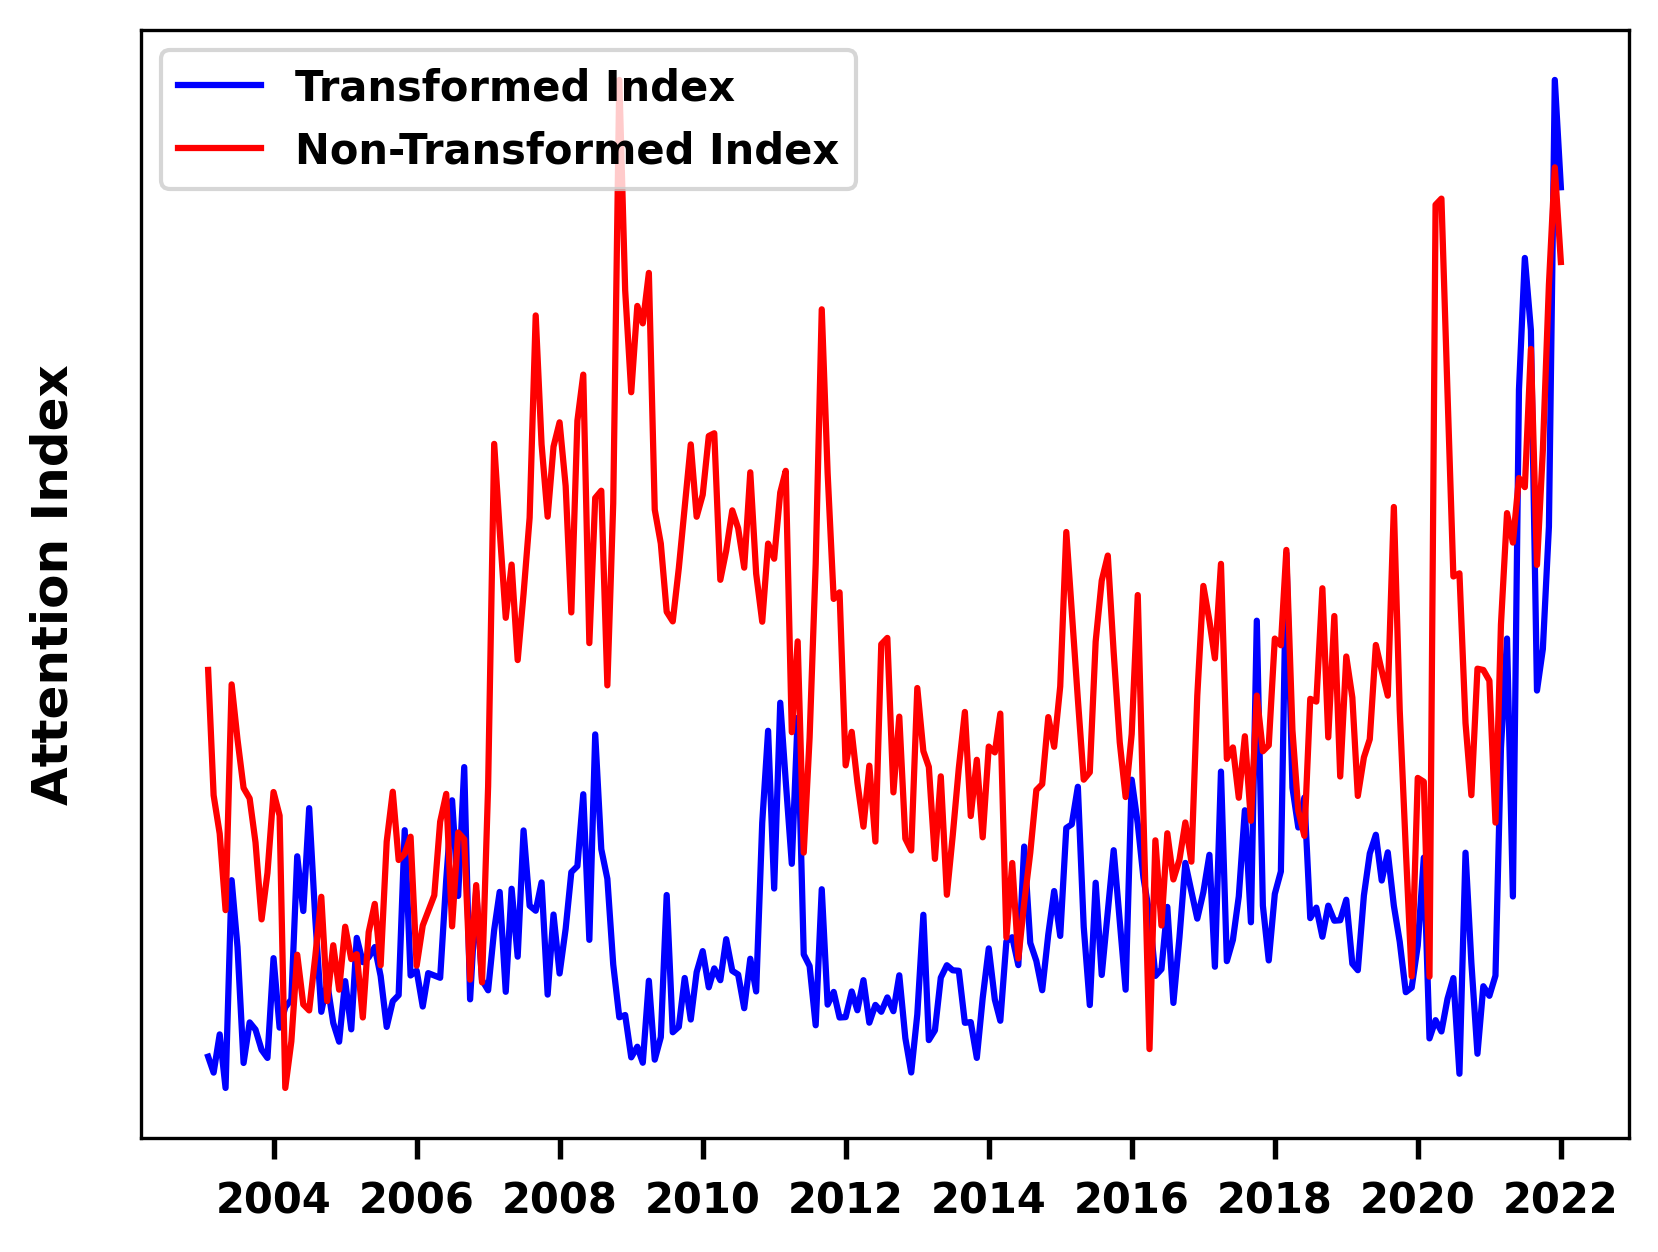 Transformed Index
Non-Transformed Index
Attention Index
2004 2006 2008 2010 2012 2014 2016 2018 2020 2022